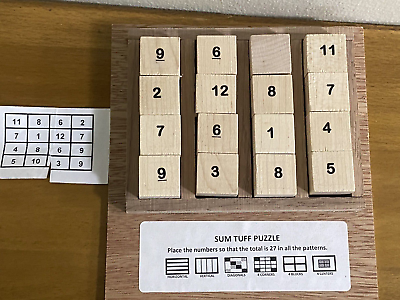 9 6 11
2 12 8 7
7 6 1 4
9 3 8 5
11 8 6 2
7 1 12 7
4 8 6 9
5 10 3 9
SUM TUFF PUZZLE
Place the numbers so that the total is 27 in all the patterns.
HORIZONTAL VERTICAL DIAGONALS 4 CORNERS 4 BLOCKS